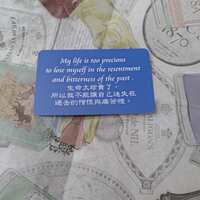 My life is too precious
to lose myself in the resentment
and bitterness of the past .
生命太珍貴了，
所以我不能讓自己迷失在
過去的憎恨與痛苦裡。